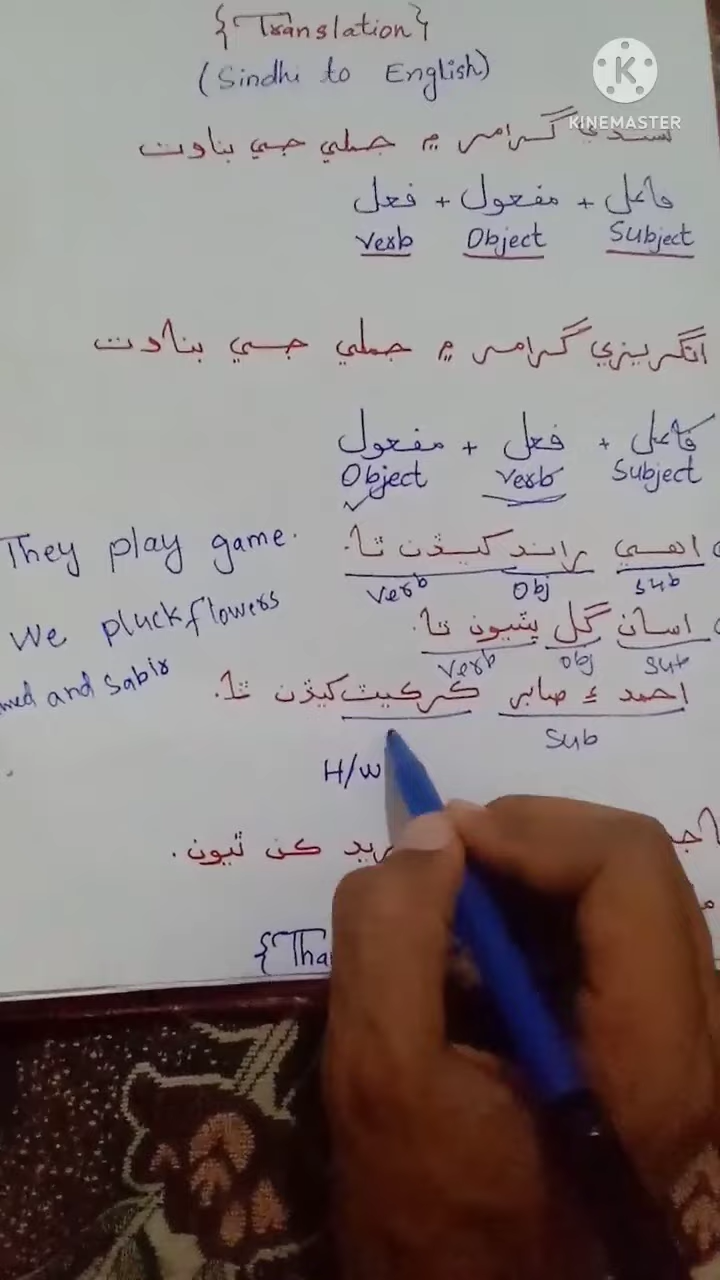 {Translation}
(Sindhi to English)
KINEMASTER
سنڌي گرامر ۾ جملي جي بناوت
فاعل + مفعول + فعل
Subject Object Verb
انگريزي گرامر ۾ جملي جي بناوت
فاعل + فعل + مفعول
Subject Verb Object
اهي راند کيڏن ٿا.
Sub Obj Verb
They play game.
اسان گل پٽيون ٿا.
Sub Obj Verb
We pluck flowers
احمد ۽ صابر ڪرڪيٽ کيڏن ٿا.
Sub
and Sabir
H/W
ڪن ٿيون.